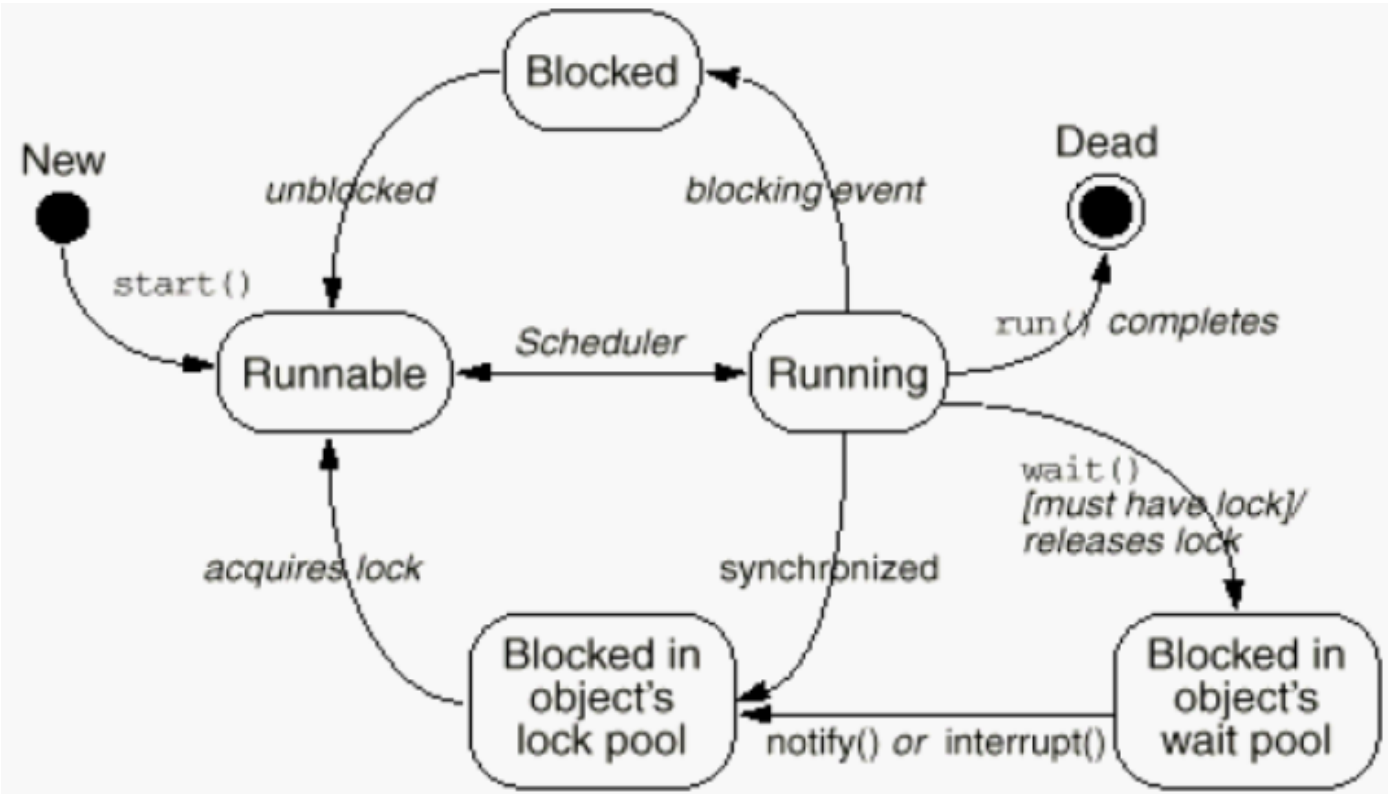 Blocked
New
Dead
unblocked
blocking event
start()
run() completes
Scheduler
Runnable
Running
wait()
[must have lock]/
releases lock
acquires lock
synchronized
Blocked in
object's
lock pool
Blocked in
object's
wait pool
notify() or interrupt()